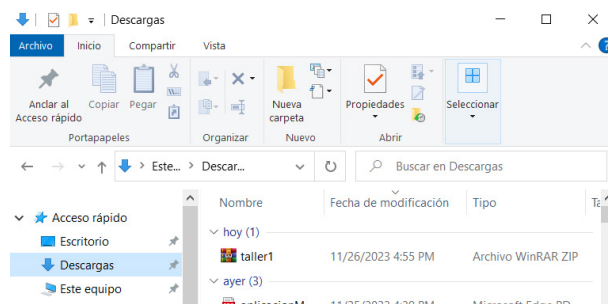 Descargas
Archivo Inicio Compartir Vista
Anclar al Acceso rápido
Copiar
Pegar
Nueva carpeta
Propiedades
Seleccionar
Portapapeles Organizar Nuevo Abrir
Este... Descar... Buscar en Descargas
Nombre Fecha de modificación Tipo
Acceso rápido
hoy (1)
Escritorio taller1 11/26/2023 4:55 PM Archivo WinRAR ZIP
Descargas
ayer (3)
Este equipo